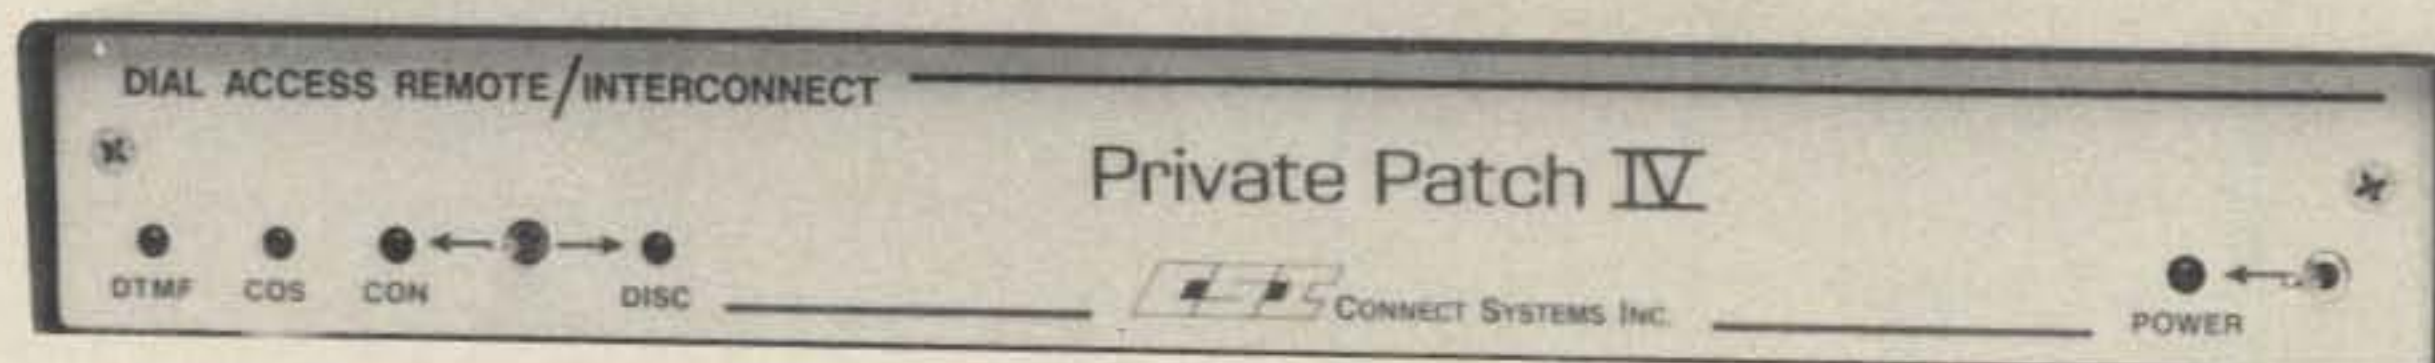 DIAL ACCESS REMOTE/INTERCONNECT
Private Patch IV
DTMF COS CON DISC
CONNECT SYSTEMS INC.
POWER